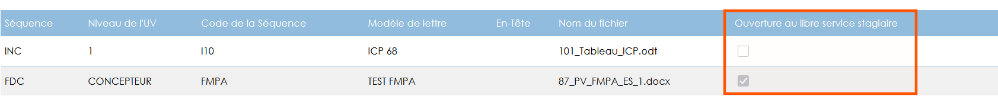 Séquence Niveau de l'UV Code de la Séquence Modèle de lettre En-Tête Nom du fichier Ouverture au libre service stagiaire
INC 1 I10 ICP 68 101_Tableau_ICP.odt
FDC CONCEPTEUR FMPA TEST FMPA 87_PV_FMPA_ES_1.docx